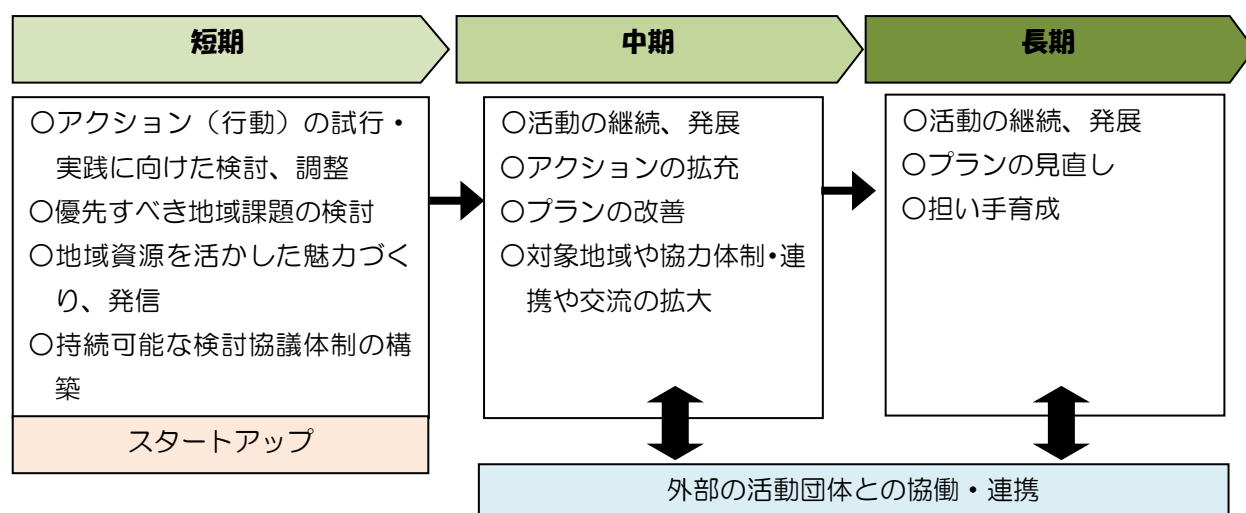 短期
中期
長期
〇アクション（行動）の試行・
実践に向けた検討、調整
〇優先すべき地域課題の検討
〇地域資源を活かした魅力づく
り、発信
〇持続可能な検討協議体制の構
築
スタートアップ
〇活動の継続、発展
〇アクションの拡充
〇プランの改善
〇対象地域や協力体制・連
携や交流の拡大
〇活動の継続、発展
〇プランの見直し
〇担い手育成
外部の活動団体との協働・連携